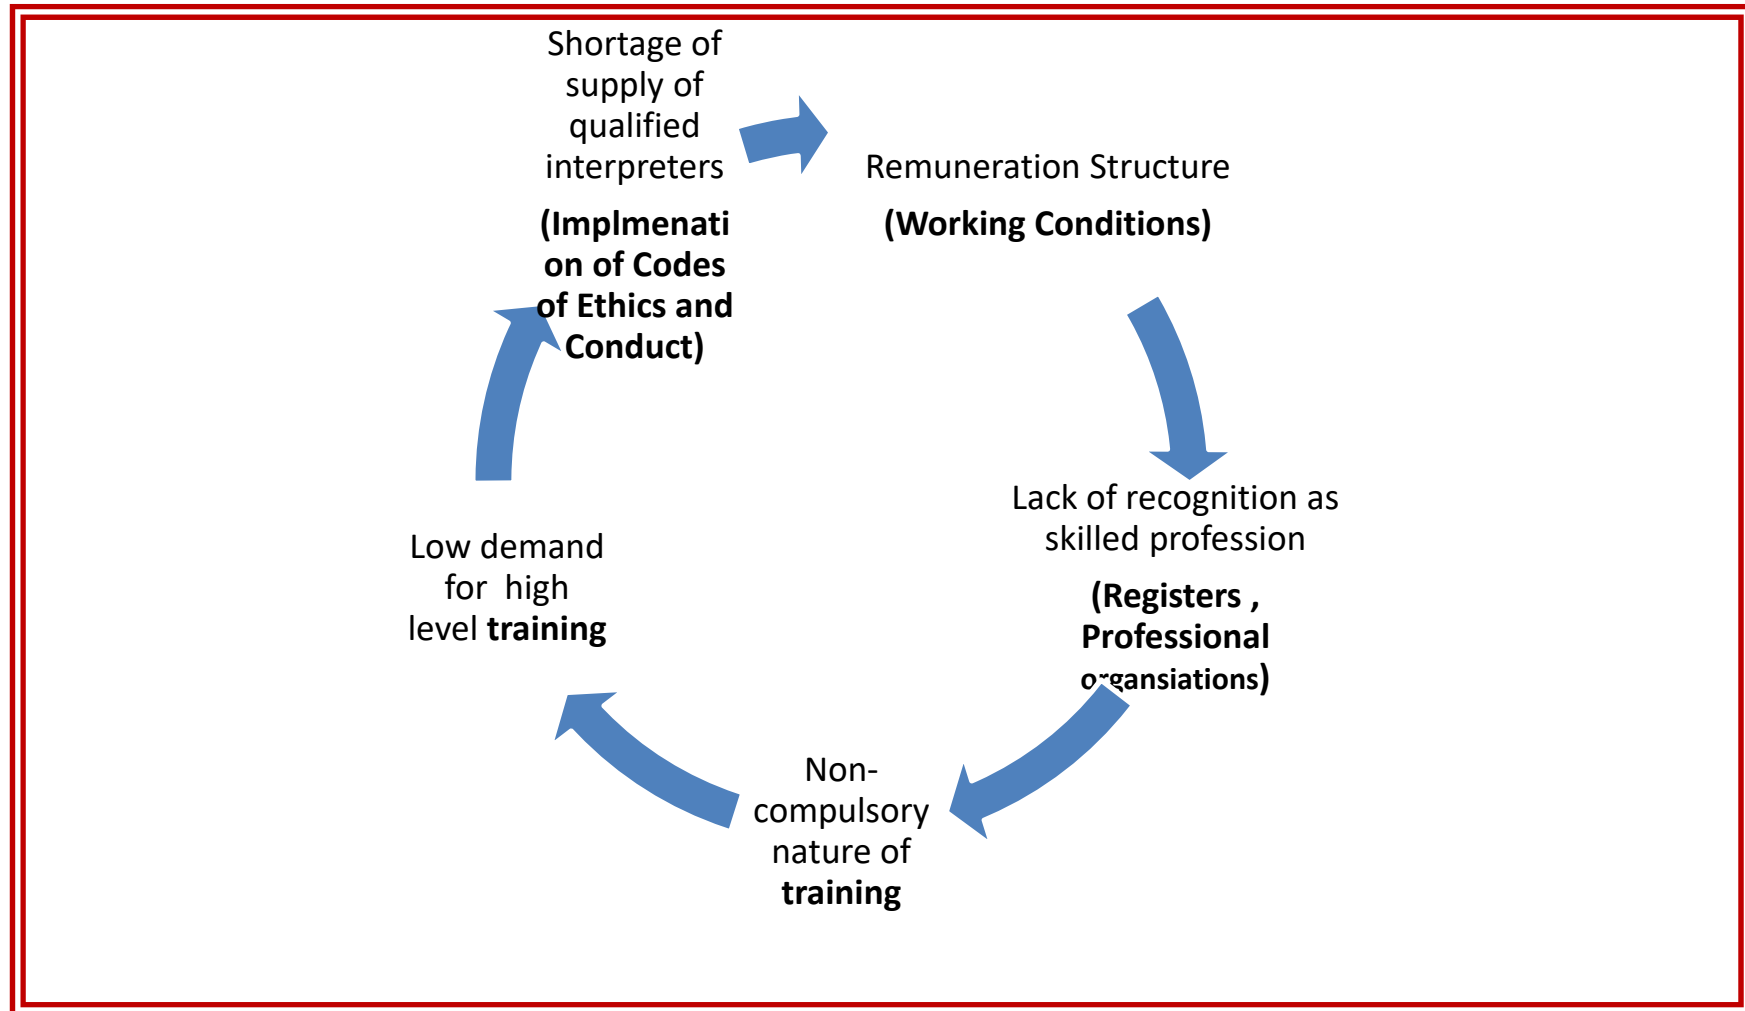 Shortage of
supply of
qualified
interpreters
(Implmenati
on of Codes
of Ethics and
Conduct)
Remuneration Structure
(Working Conditions)
Lack of recognition as
skilled profession
(Registers ,
Professional
organsiations)
Non-
compulsory
nature of
training
Low demand
for  high
level training